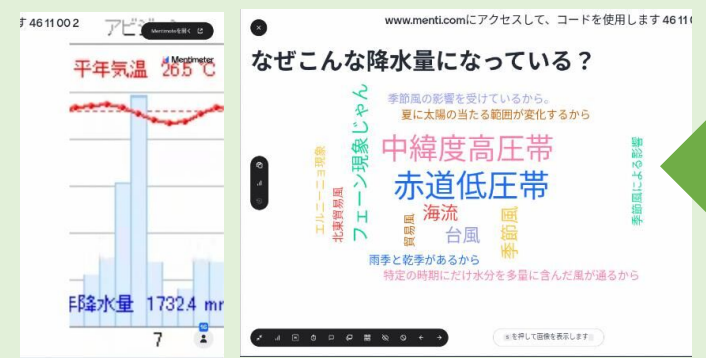 す 46 11 00 2
アビジ
Mentimeterを開く
Mentimeter
平年気温 26.5 ℃
年降水量 1732.4 mm
7
10
www.menti.comにアクセスして、コードを使用します 46 11 0
なぜこんな降水量になっている？
季節風の影響を受けているから。
夏に太陽の当たる範囲が変化するから
中緯度高圧帯
赤道低圧帯
フェーン現象じゃん
エルニーニョ現象
北東貿易風
貿易風
海流
台風
季節風
季節風による影響
雨季と乾季があるから
特定の時期にだけ水分を多量に含んだ風が通るから
を押して画像を表示します